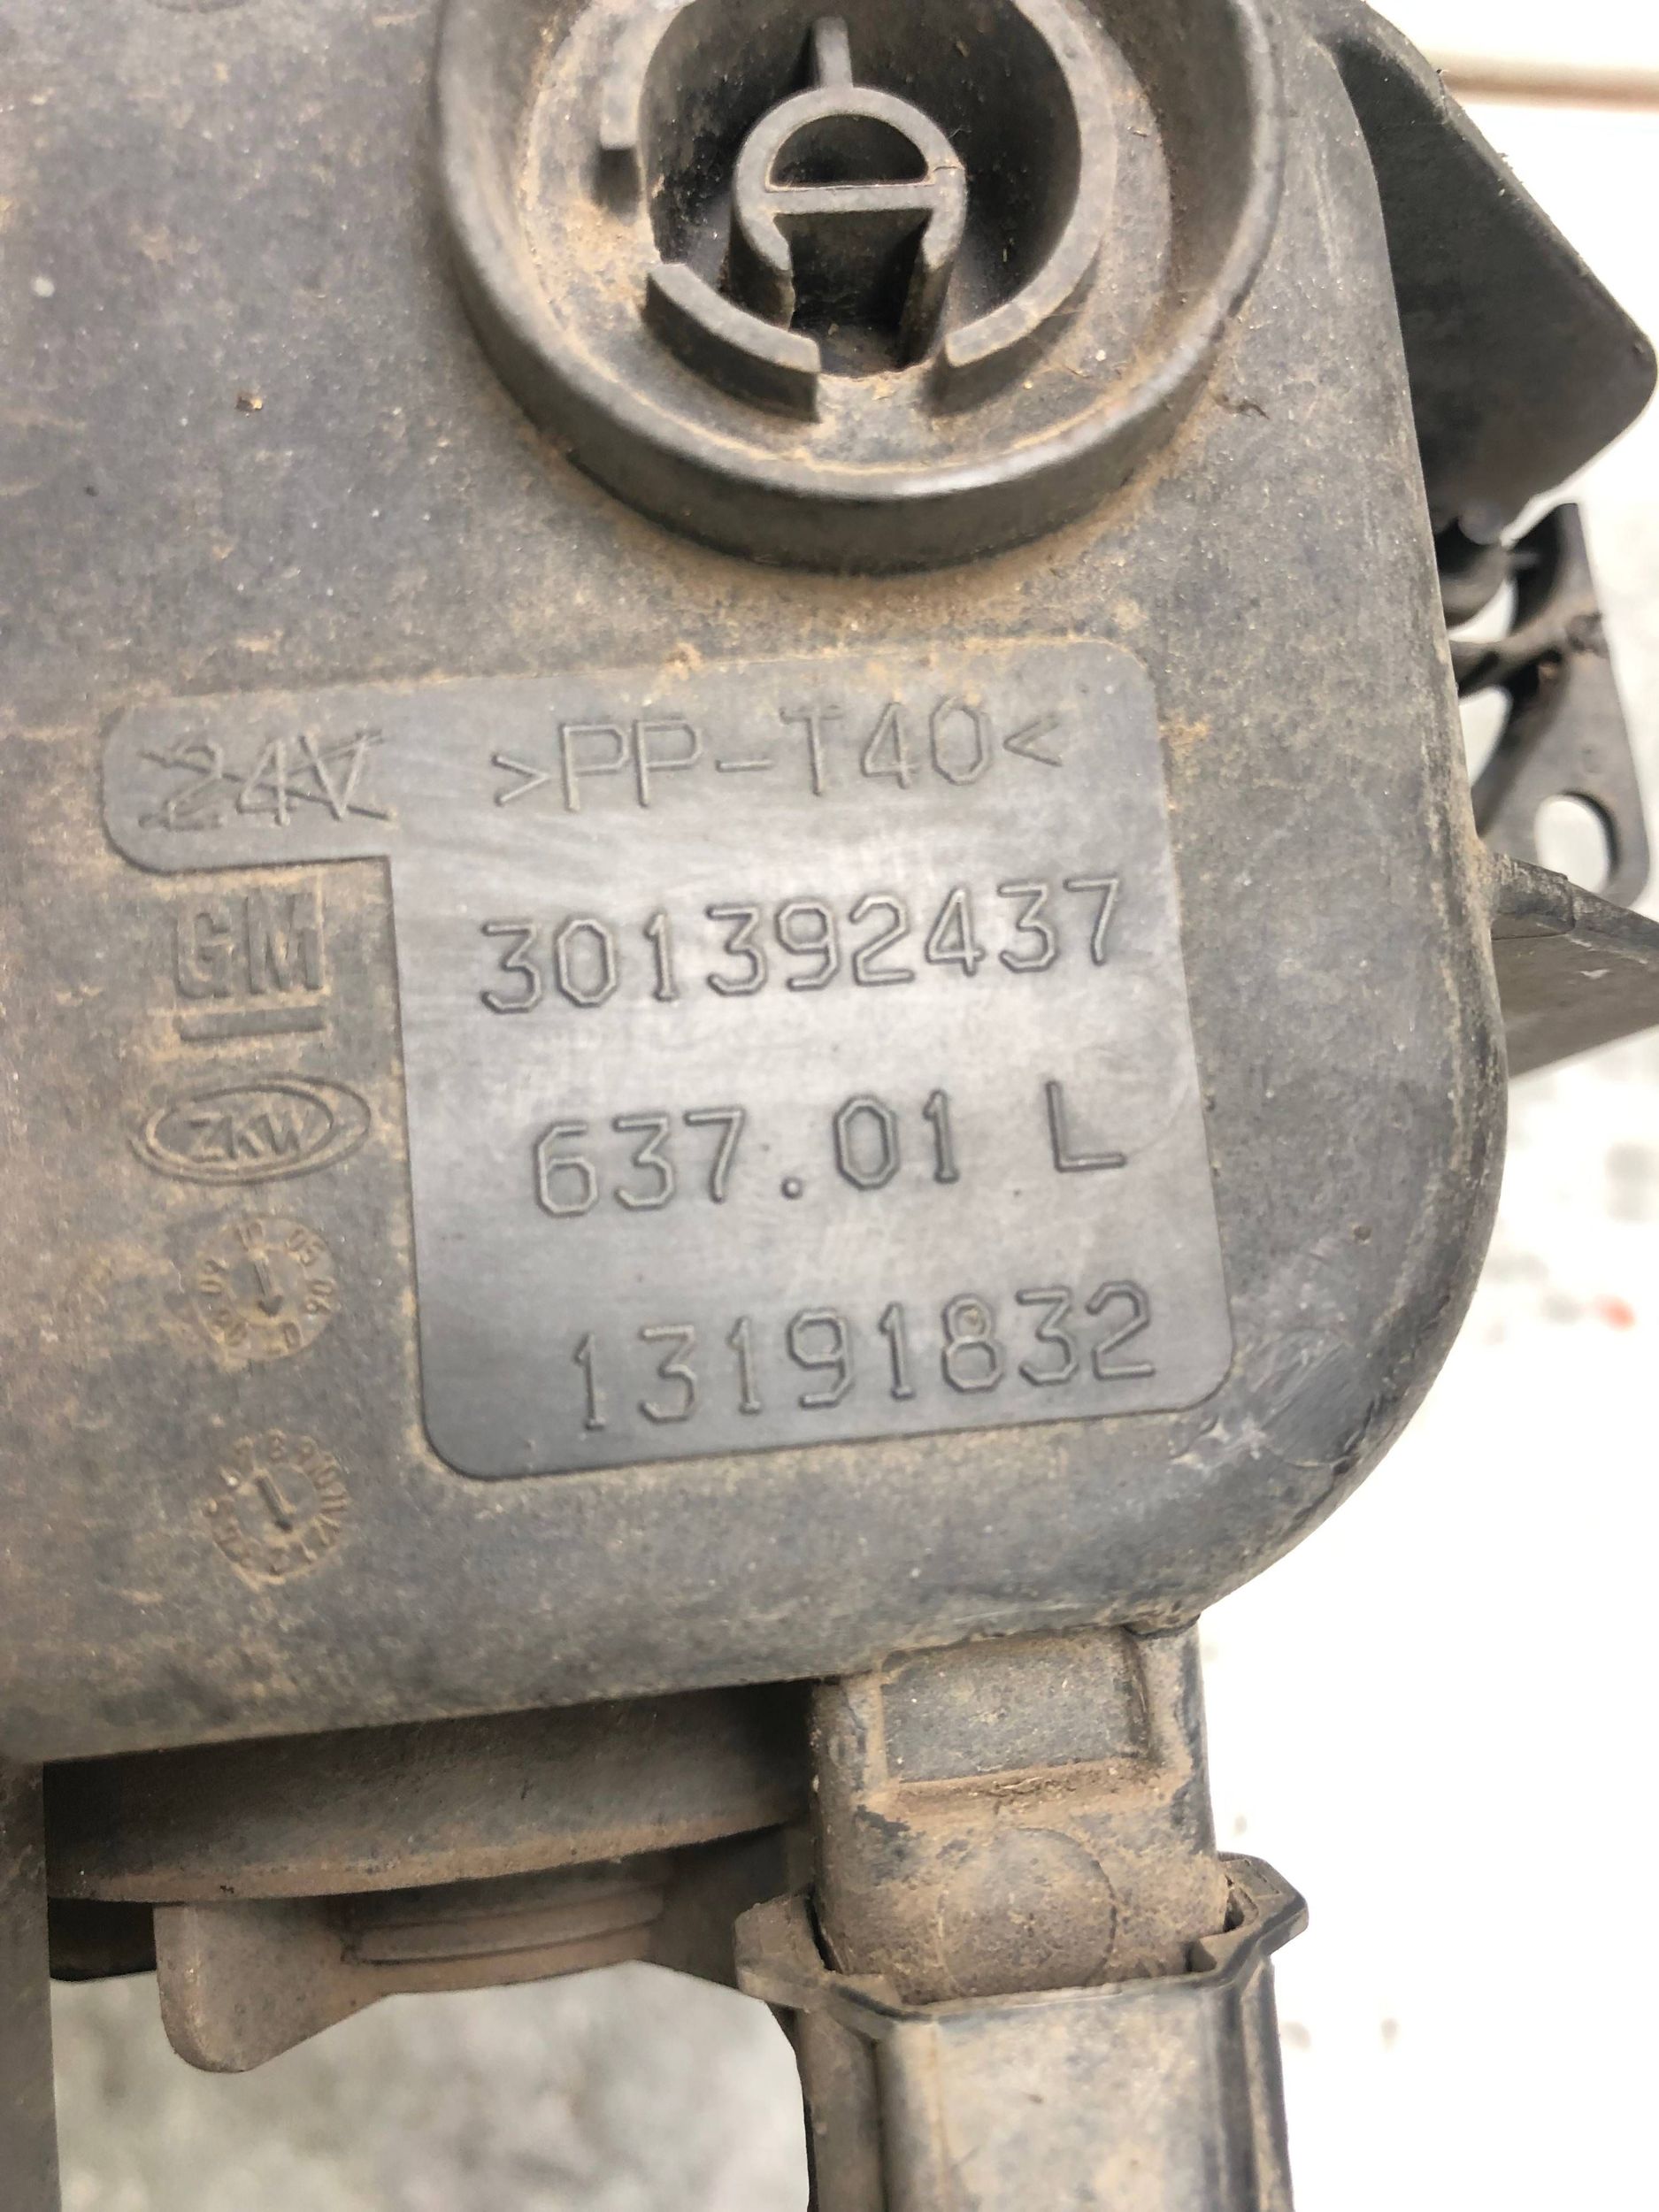 24V >PP-T40<
GM
301392437
ZKW
637.01 L
13191832